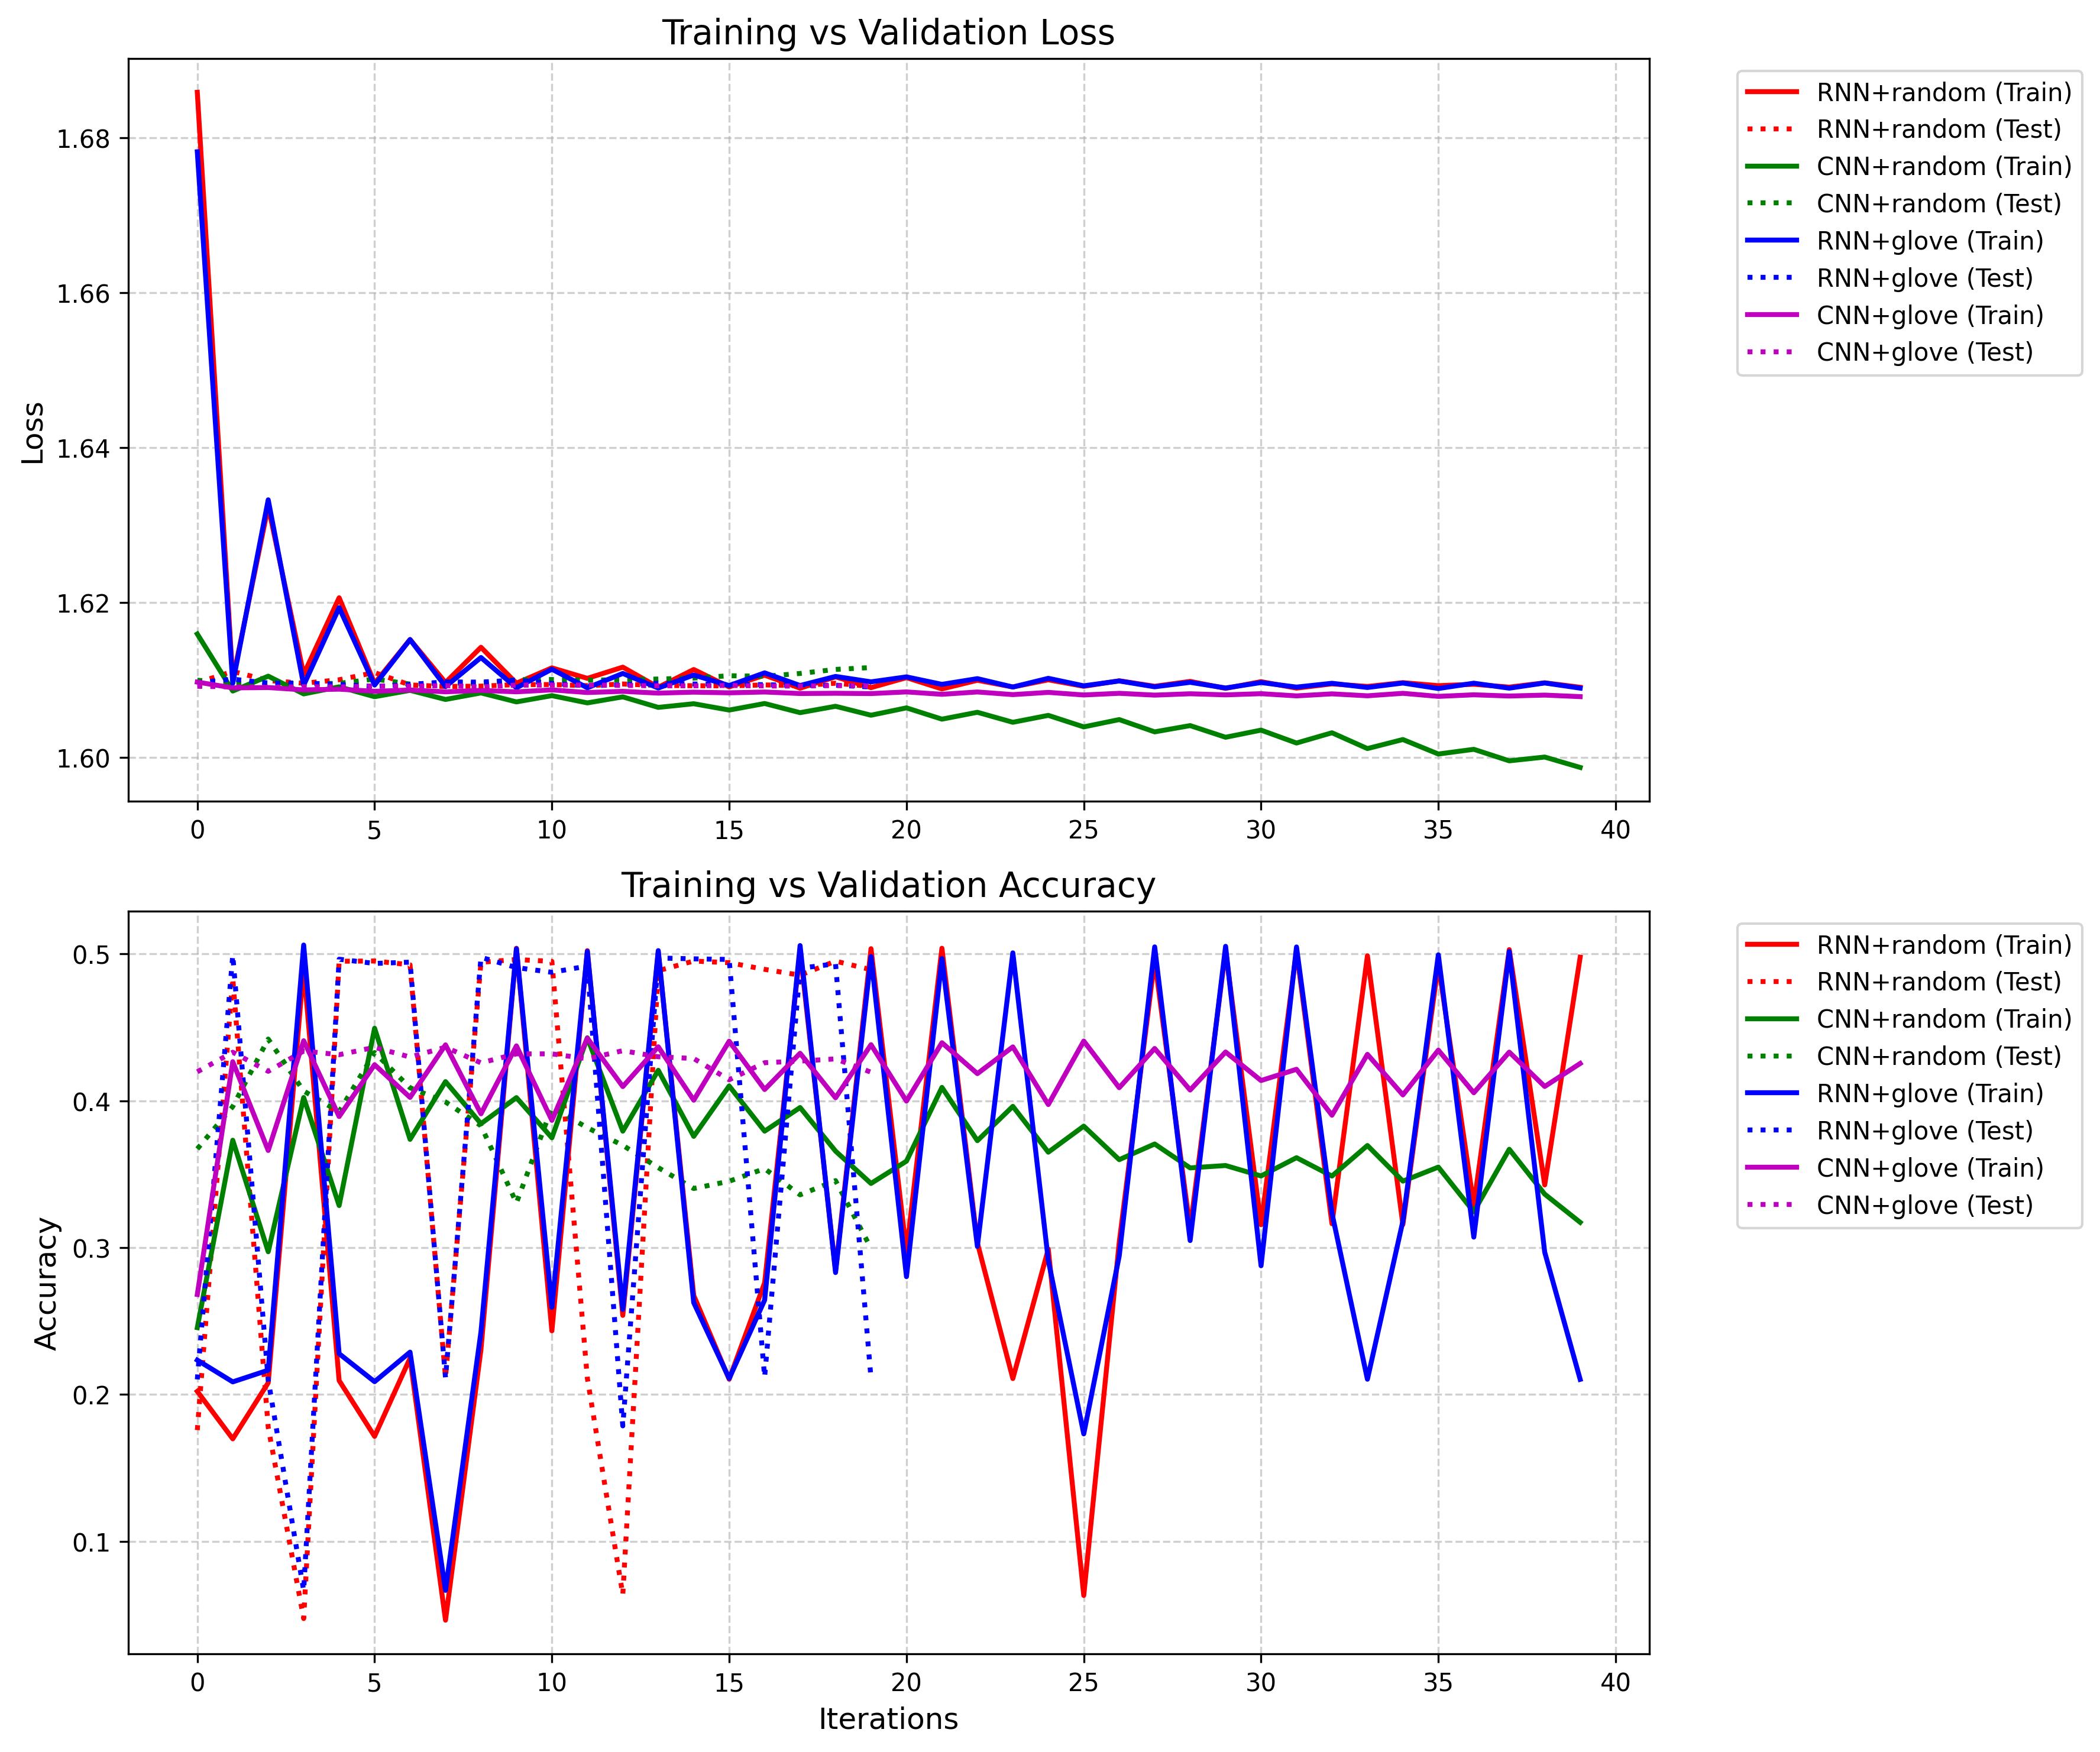 Training vs Validation Loss
Loss
1.68
1.66
1.64
1.62
1.60
0 5 10 15 20 25 30 35 40
RNN+random (Train)
RNN+random (Test)
CNN+random (Train)
CNN+random (Test)
RNN+glove (Train)
RNN+glove (Test)
CNN+glove (Train)
CNN+glove (Test)
Training vs Validation Accuracy
Accuracy
0.5
0.4
0.3
0.2
0.1
0 5 10 15 20 25 30 35 40
Iterations
RNN+random (Train)
RNN+random (Test)
CNN+random (Train)
CNN+random (Test)
RNN+glove (Train)
RNN+glove (Test)
CNN+glove (Train)
CNN+glove (Test)